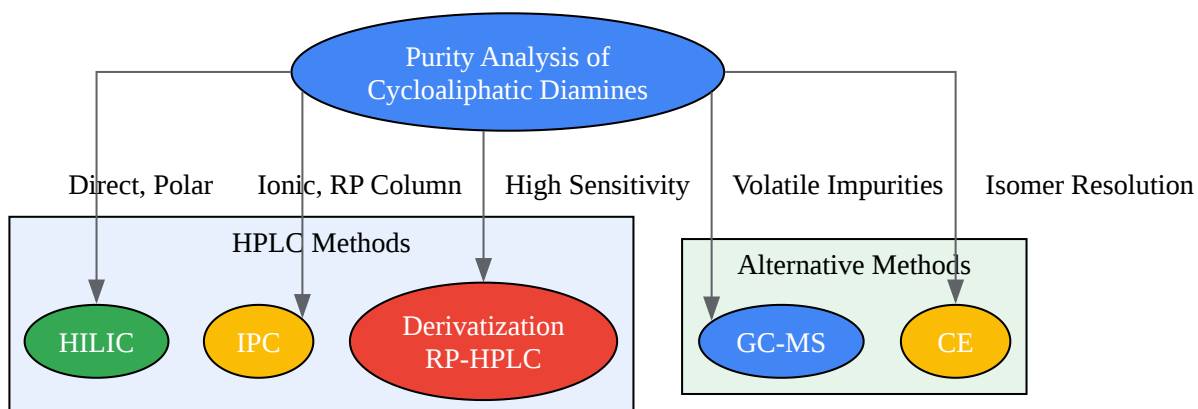 Purity Analysis of
Cycloaliphatic Diamines
Direct, Polar
Ionic, RP Column
High Sensitivity
Volatile Impurities
Isomer Resolution
HPLC Methods
Alternative Methods
HILIC
IPC
Derivatization
RP-HPLC
GC-MS
CE